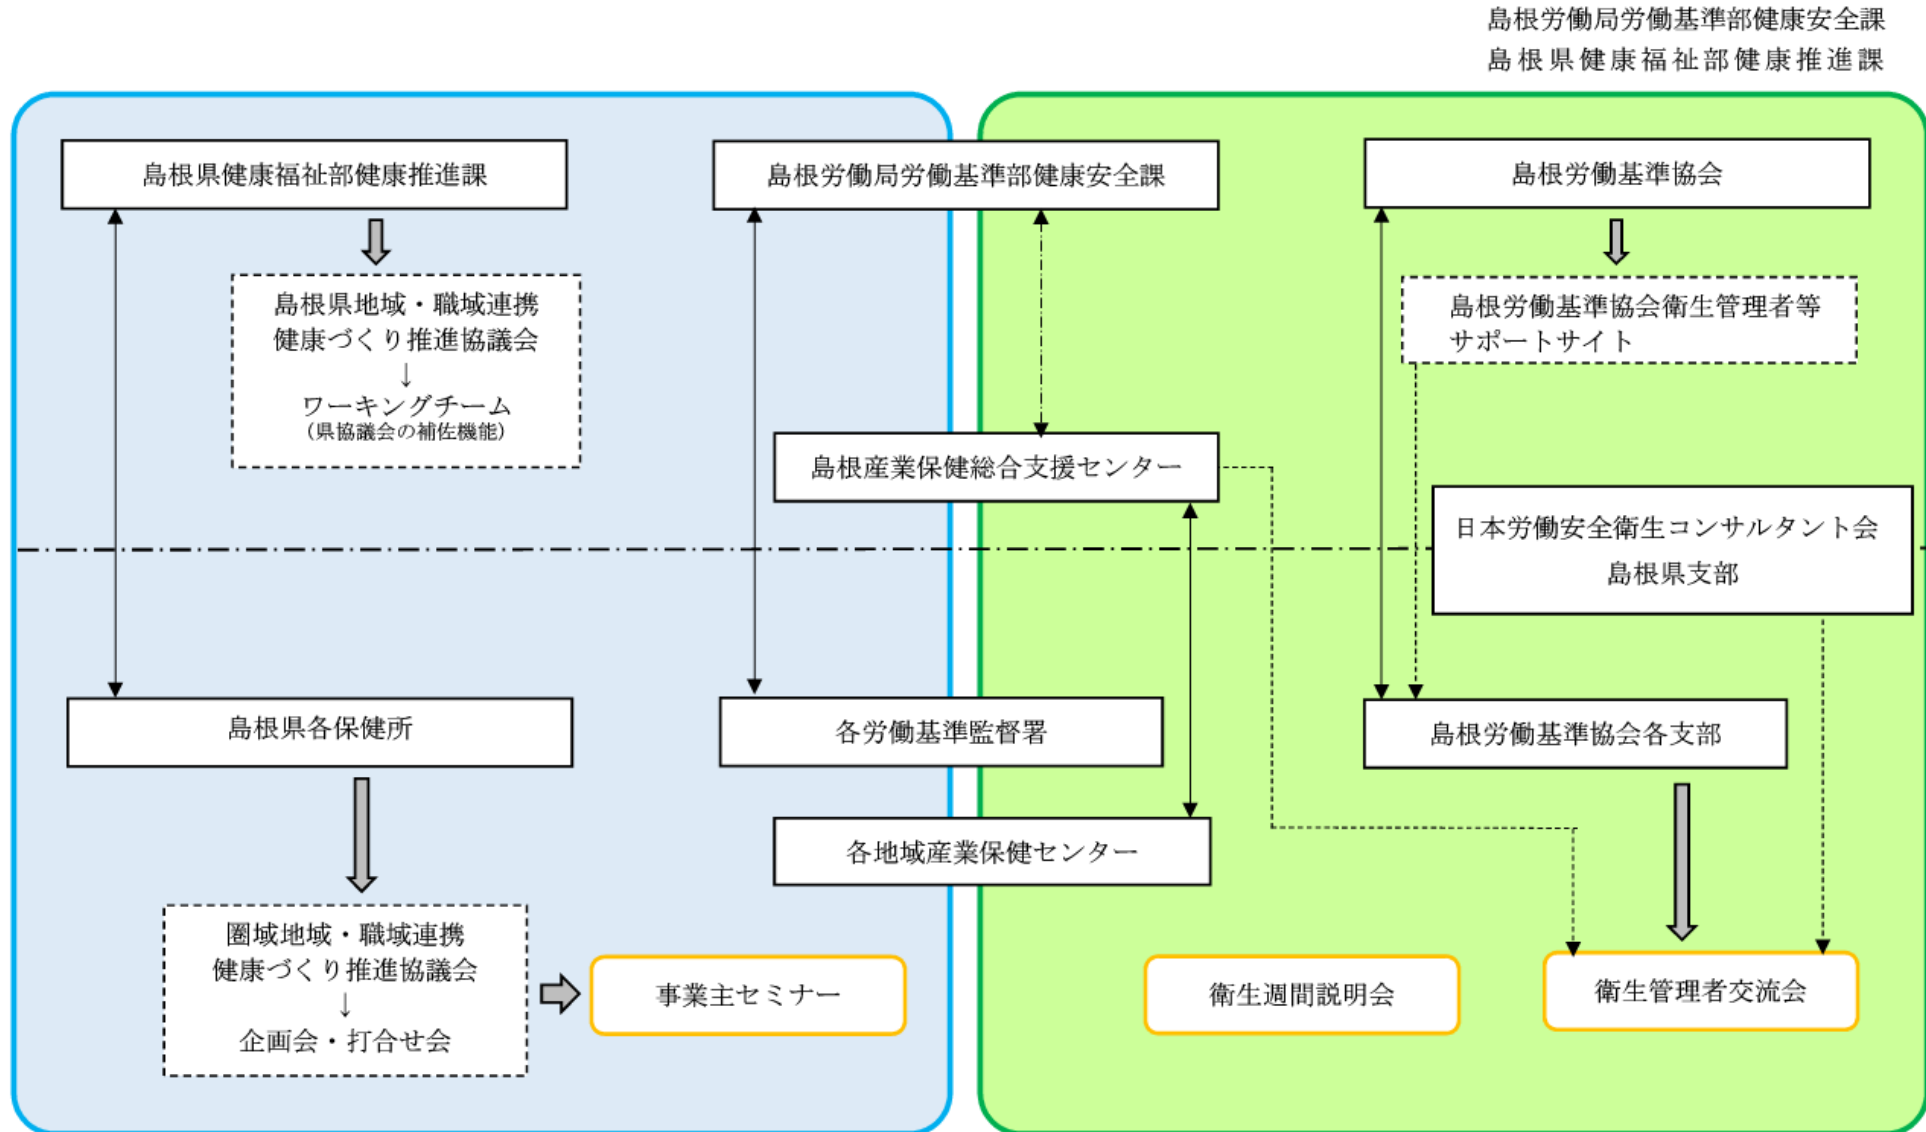 島根労働局労働基準部健康安全課
島根県健康福祉部健康推進課
島根県健康福祉部健康推進課
島根労働局労働基準部健康安全課
島根労働基準協会
島根県地域・職域連携
健康づくり推進協議会
↓
ワーキングチーム
（県協議会の補佐機能）
島根労働基準協会衛生管理者等
サポートサイト
島根産業保健総合支援センター
日本労働安全衛生コンサルタント会
島根県支部
島根県各保健所
各労働基準監督署
島根労働基準協会各支部
各地域産業保健センター
圏域地域・職域連携
健康づくり推進協議会
↓
企画会・打合せ会
事業主セミナー
衛生週間説明会
衛生管理者交流会